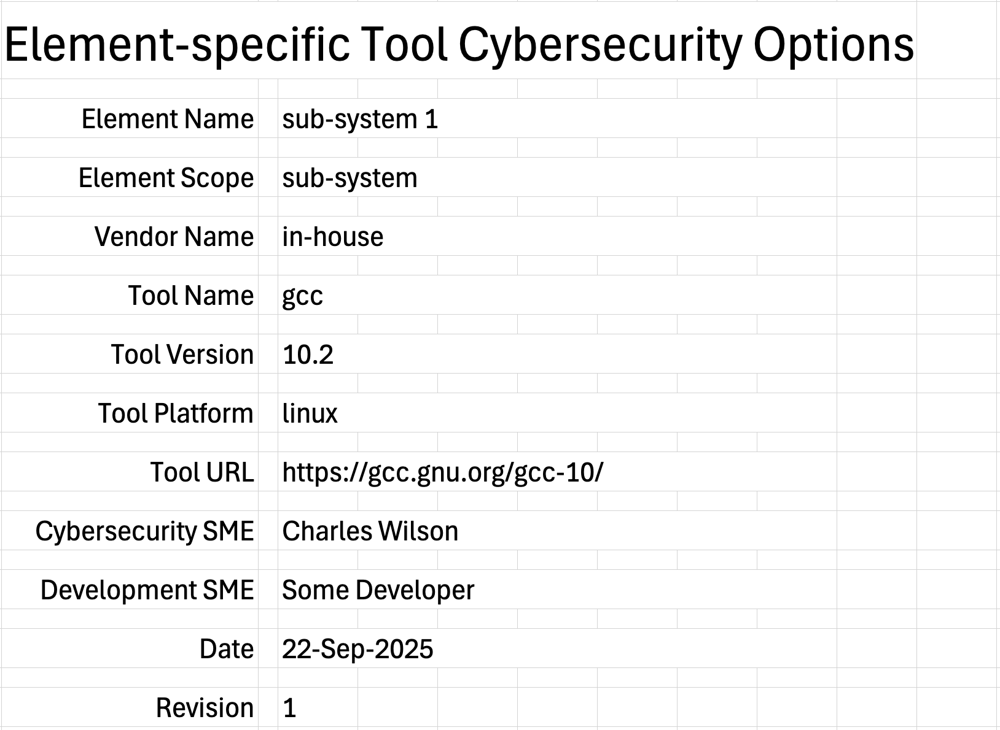 Element-specific Tool Cybersecurity Options
Element Name sub-system 1
Element Scope sub-system
Vendor Name in-house
Tool Name gcc
Tool Version 10.2
Tool Platform linux
Tool URL https://gcc.gnu.org/gcc-10/
Cybersecurity SME Charles Wilson
Development SME Some Developer
Date 22-Sep-2025
Revision 1